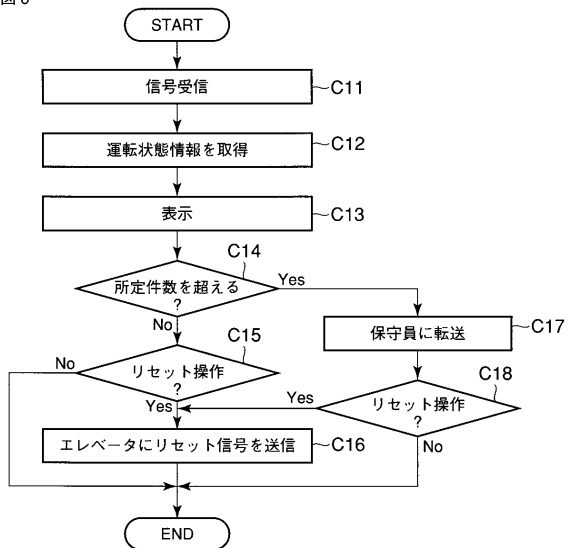 START
信号受信
C11
運転状態情報を取得
C12
表示
C13
C14
所定件数を超える
?
Yes
No
保守員に転送
C17
C15
リセット操作
?
No
Yes
C18
リセット操作
?
Yes
No
エレベータにリセット信号を送信
C16
END